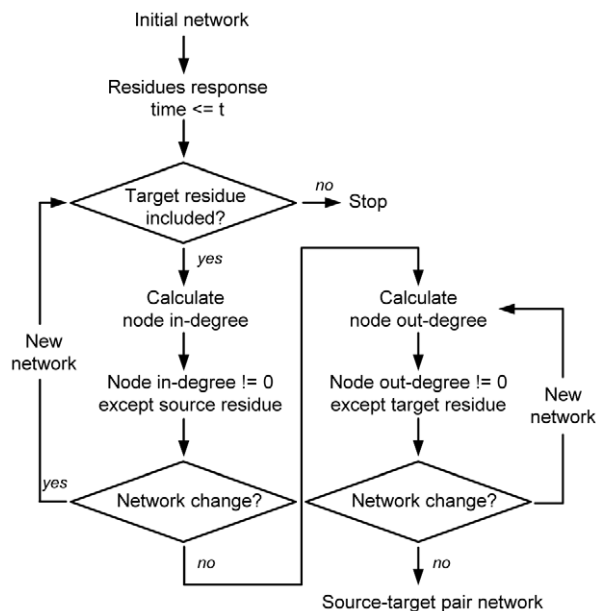 Initial network
Residues response
time <= t
Target residue
included?
no
Stop
yes
Calculate
node in-degree
Node in-degree != 0
except source residue
Network change?
yes
New
network
no
Calculate
node out-degree
Node out-degree != 0
except target residue
Network change?
New
network
no
Source-target pair network